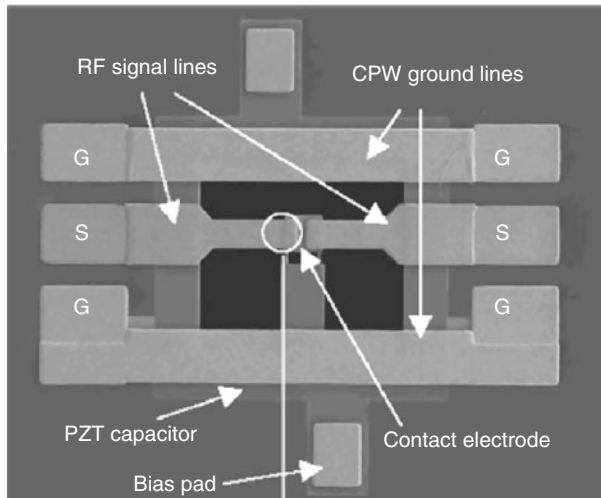 RF signal lines
CPW ground lines
G
G
S
S
G
G
PZT capacitor
Contact electrode
Bias pad